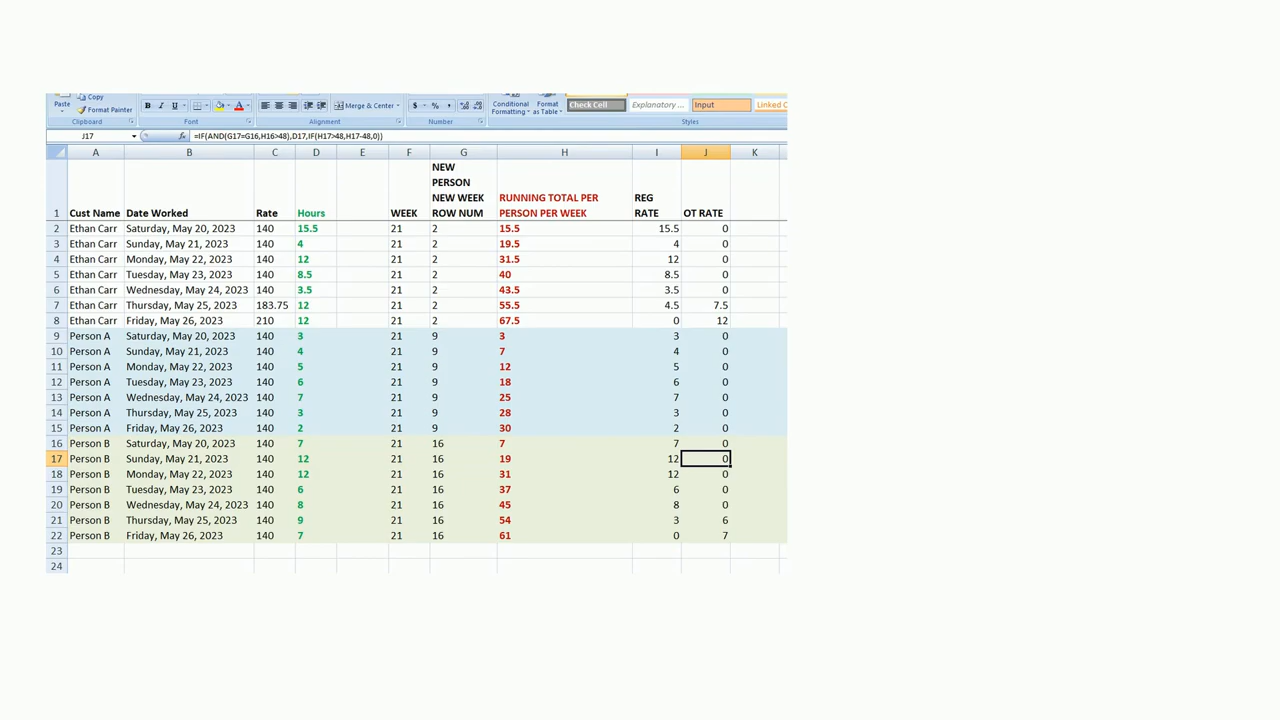 Paste Copy
Format Painter
B I U A Merge & Center $ % , Conditional Formatting Format as Table Check Cell Explanatory ... Input
Clipboard Font Alignment Number Styles
J17 fx =IF(AND(G17=G16,H16>48),D17,IF(H17>48,H17-48,0))
A B C D E F G H I J K
1 Cust Name Date Worked Rate Hours WEEK NEW PERSON NEW WEEK ROW NUM RUNNING TOTAL PER PERSON PER WEEK REG RATE OT RATE
2 Ethan Carr Saturday, May 20, 2023 140 15.5 21 2 15.5 15.5 0
3 Ethan Carr Sunday, May 21, 2023 140 4 21 2 19.5 4 0
4 Ethan Carr Monday, May 22, 2023 140 12 21 2 31.5 12 0
5 Ethan Carr Tuesday, May 23, 2023 140 8.5 21 2 40 8.5 0
6 Ethan Carr Wednesday, May 24, 2023 140 3.5 21 2 43.5 3.5 0
7 Ethan Carr Thursday, May 25, 2023 183.75 12 21 2 55.5 4.5 7.5
8 Ethan Carr Friday, May 26, 2023 210 12 21 2 67.5 0 12
9 Person A Saturday, May 20, 2023 140 3 21 9 3 3 0
10 Person A Sunday, May 21, 2023 140 4 21 9 7 4 0
11 Person A Monday, May 22, 2023 140 5 21 9 12 5 0
12 Person A Tuesday, May 23, 2023 140 6 21 9 18 6 0
13 Person A Wednesday, May 24, 2023 140 7 21 9 25 7 0
14 Person A Thursday, May 25, 2023 140 3 21 9 28 3 0
15 Person A Friday, May 26, 2023 140 2 21 9 30 2 0
16 Person B Saturday, May 20, 2023 140 7 21 16 7 7 0
17 Person B Sunday, May 21, 2023 140 12 21 16 19 12 0
18 Person B Monday, May 22, 2023 140 12 21 16 31 12 0
19 Person B Tuesday, May 23, 2023 140 6 21 16 37 6 0
20 Person B Wednesday, May 24, 2023 140 8 21 16 45 8 0
21 Person B Thursday, May 25, 2023 140 9 21 16 54 3 6
22 Person B Friday, May 26, 2023 140 7 21 16 61 0 7
23
24